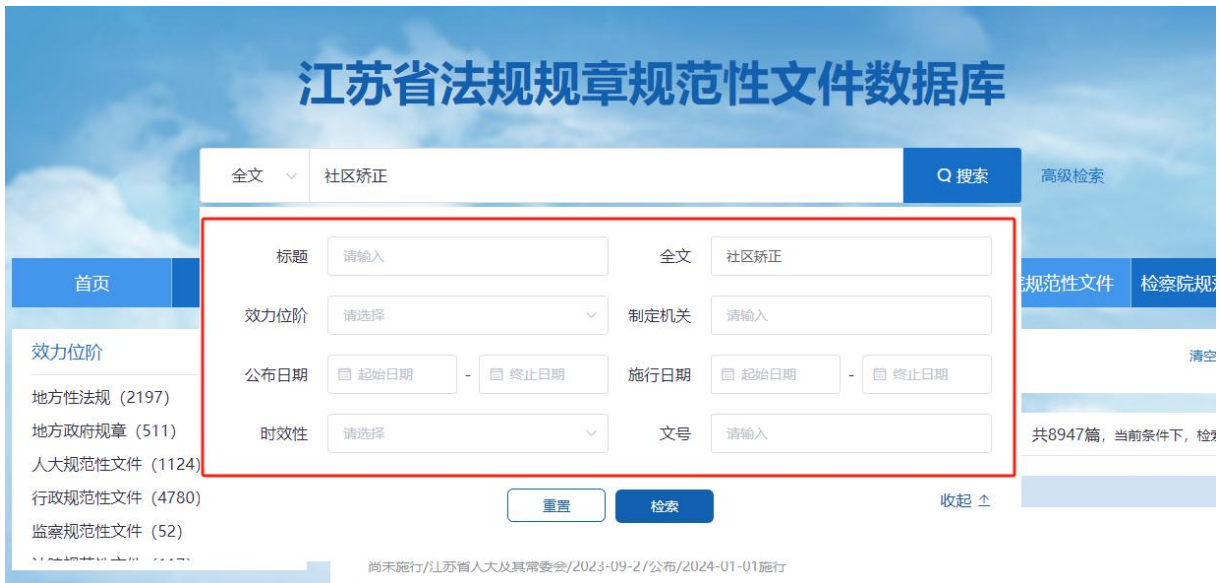 江苏省法规规章规范性文件数据库
全文 社区矫正 搜索 高级检索
标题 请输入 全文 社区矫正
首页 规范性文件 检察院规
效力位阶 请选择 制定机关 请输入
效力位阶 清空
公布日期 起始日期 - 终止日期 施行日期 起始日期 - 终止日期
地方性法规 (2197)
时效性 请选择 文号 请输入
地方政府规章 (511) 共8947篇，当前条件下，检
人大规范性文件 (1124)
行政规范性文件 (4780) 重置 检索 收起
监察规范性文件 (52)
尚未施行/江苏省人大及其常委会/2023-09-27公布/2024-01-01施行